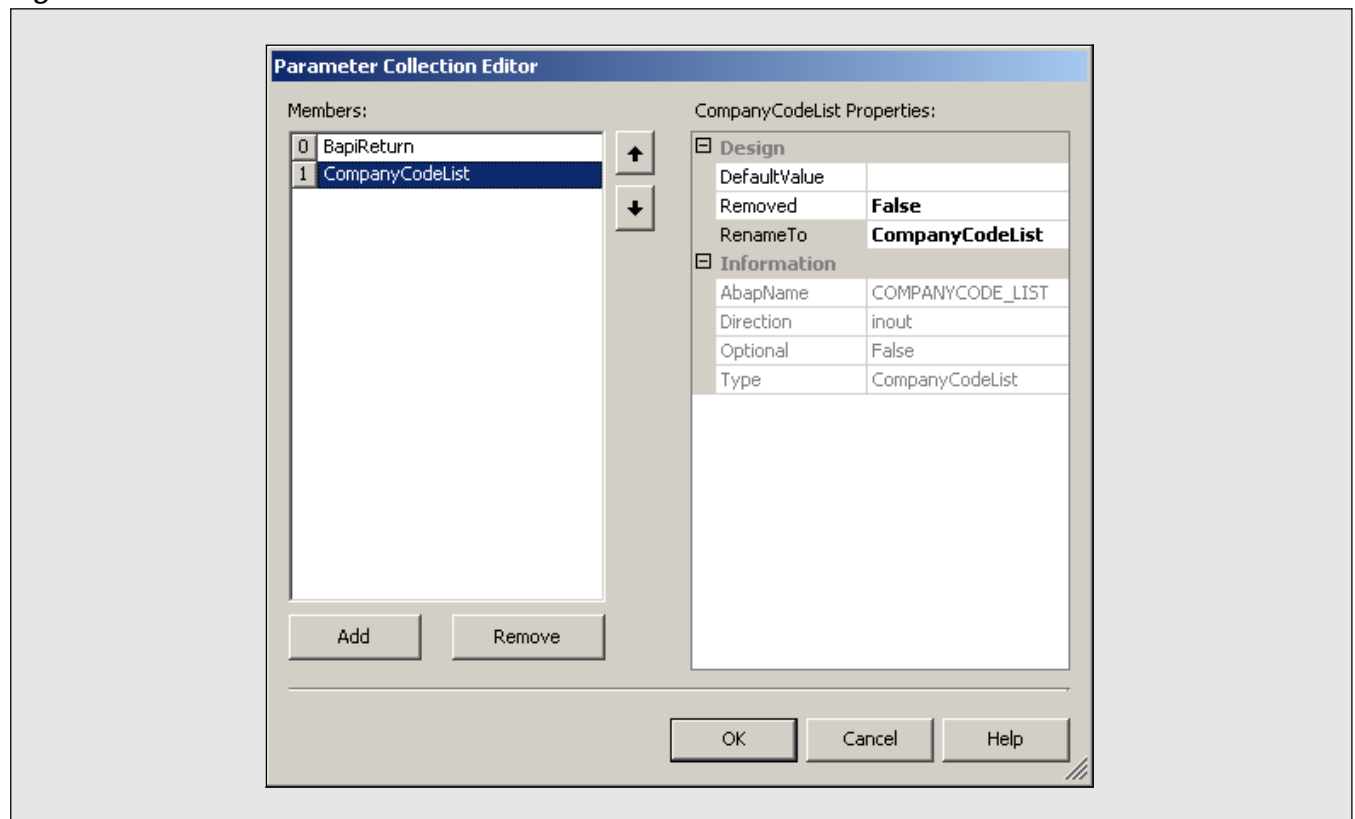 Parameter Collection Editor
Members:
0 BapiReturn
1 CompanyCodeList
Add Remove
CompanyCodeList Properties:
Design
DefaultValue
Removed False
RenameTo CompanyCodeList
Information
AbapName COMPANYCODE_LIST
Direction inout
Optional False
Type CompanyCodeList
OK Cancel Help